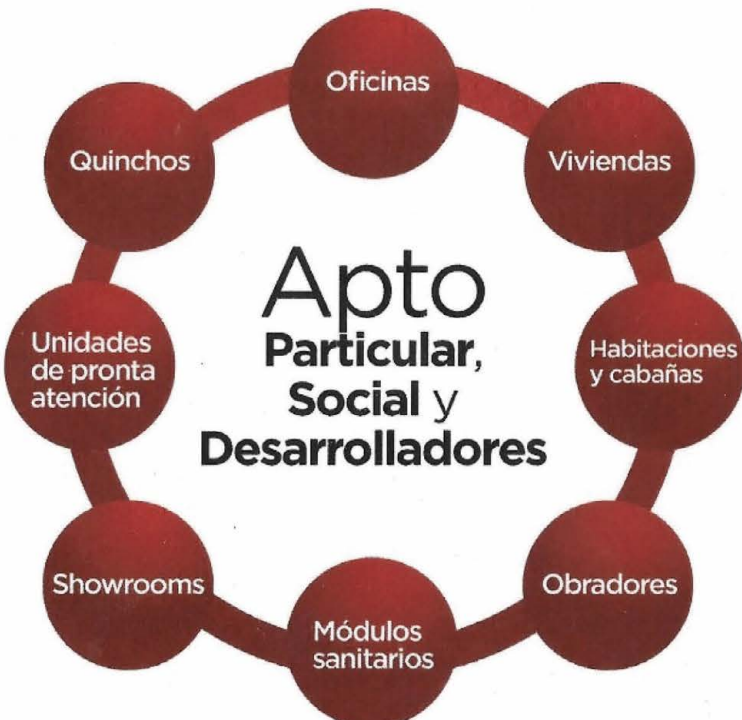 Oficinas
Viviendas
Habitaciones
y cabañas
Obradores
Módulos
sanitarios
Showrooms
Unidades
de pronta
atención
Quinchos
Apto
Particular,
Social y
Desarrolladores